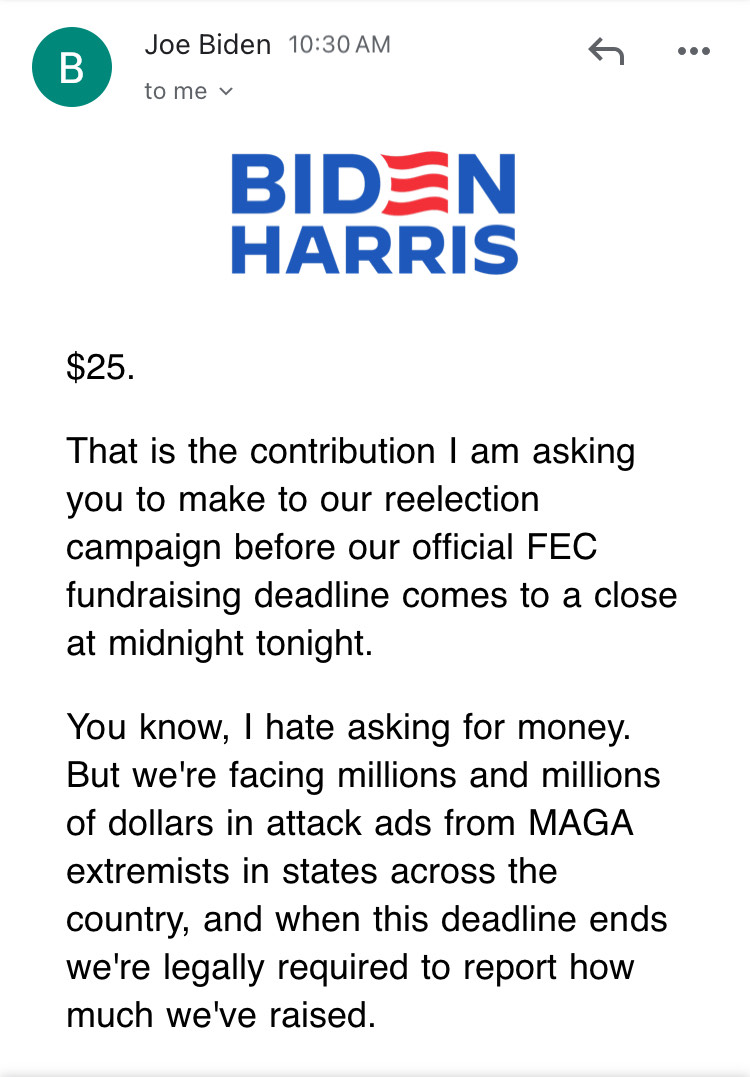 B
Joe Biden 10:30 AM
to me
BIDEN
HARRIS
$25.
That is the contribution I am asking
you to make to our reelection
campaign before our official FEC
fundraising deadline comes to a close
at midnight tonight.
You know, I hate asking for money.
But we're facing millions and millions
of dollars in attack ads from MAGA
extremists in states across the
country, and when this deadline ends
we're legally required to report how
much we've raised.